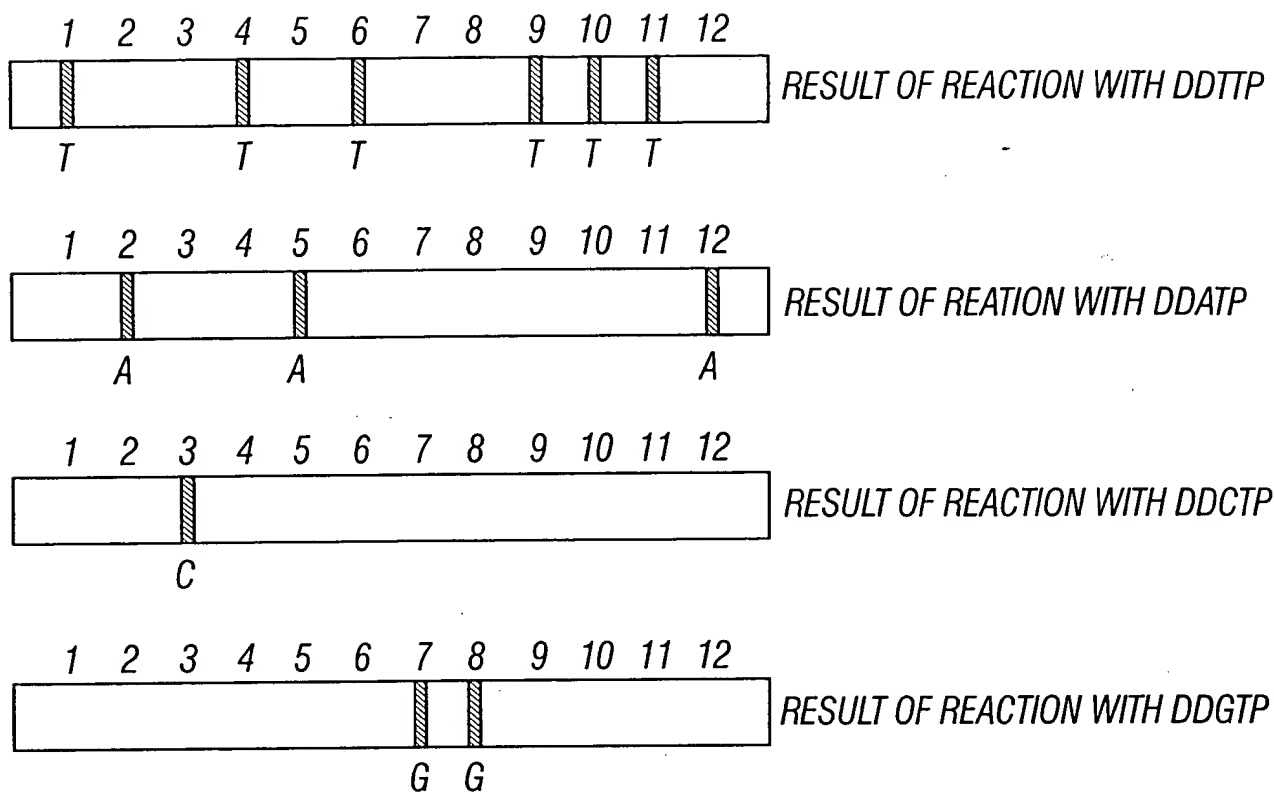 1 2 3 4 5 6 7 8 9 10 11 12
RESULT OF REACTION WITH DDTTP
T T T T T T
1 2 3 4 5 6 7 8 9 10 11 12
RESULT OF REATION WITH DDATP
A A A
1 2 3 4 5 6 7 8 9 10 11 12
RESULT OF REACTION WITH DDCTP
C
1 2 3 4 5 6 7 8 9 10 11 12
RESULT OF REACTION WITH DDGTP
G G